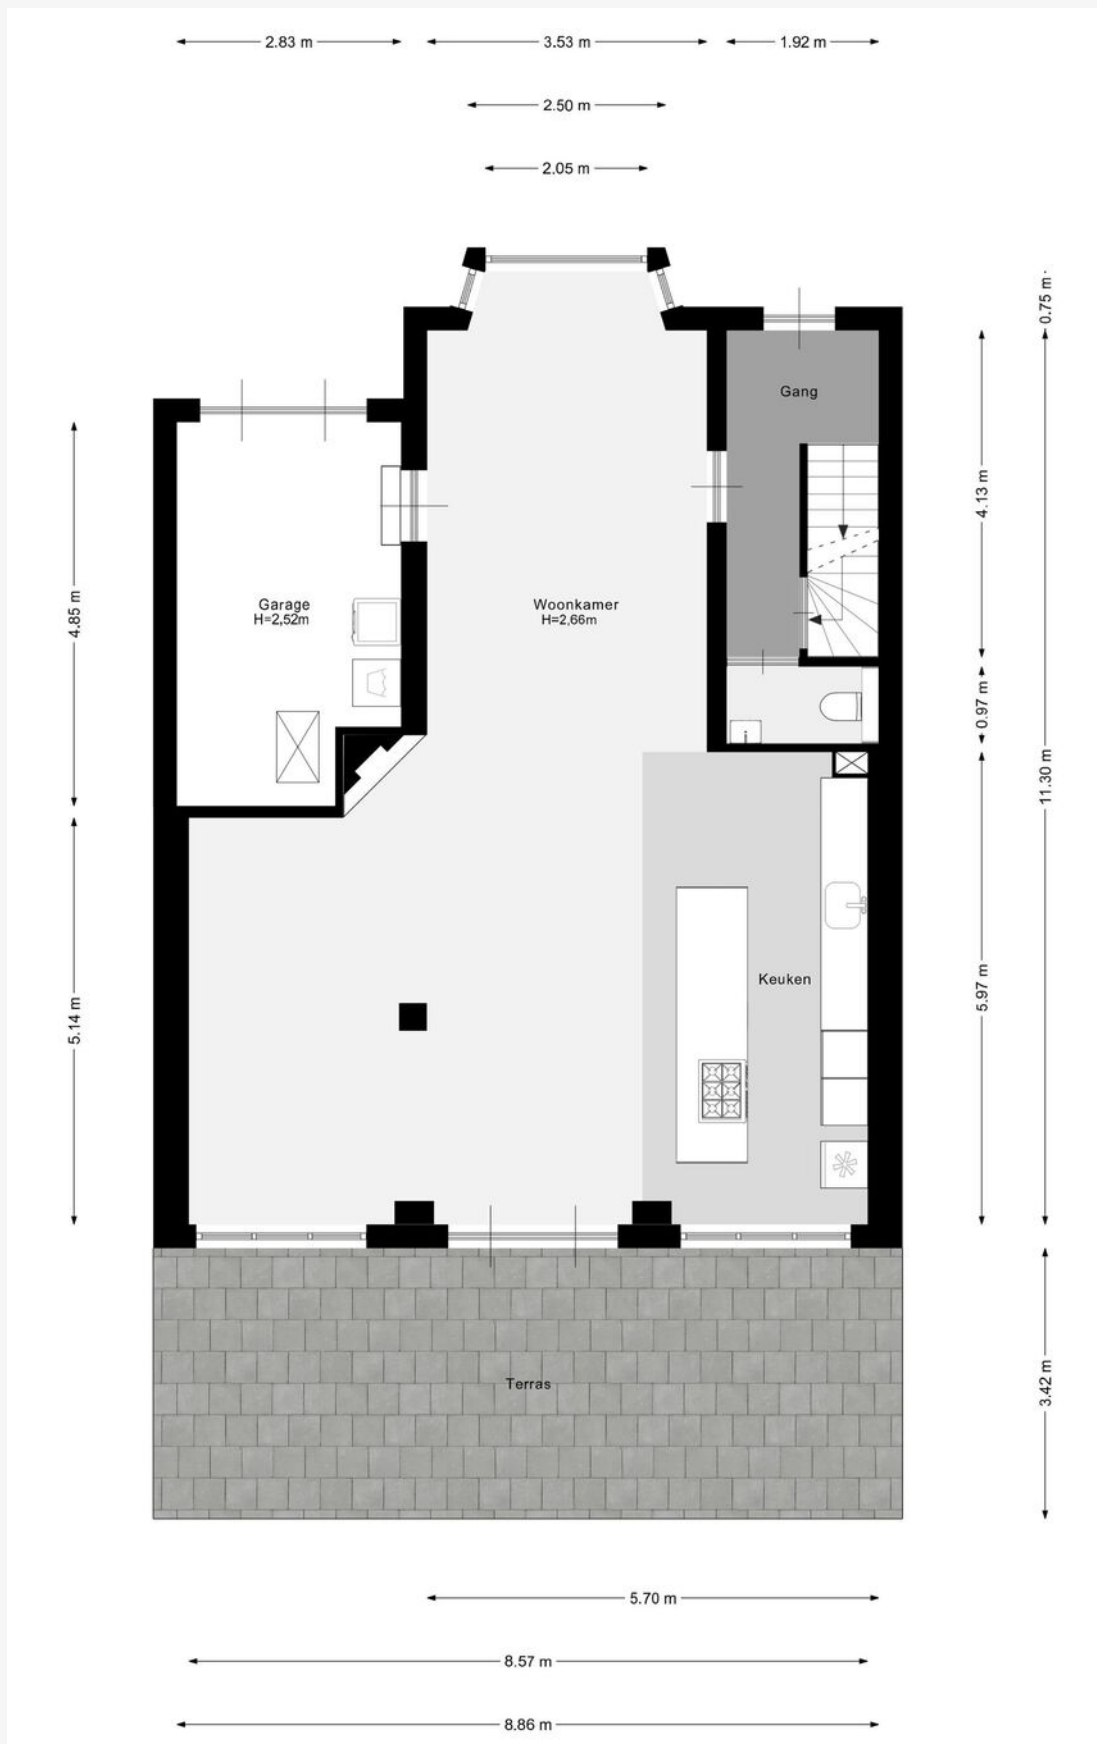 2.83 m
3.53 m
1.92 m
2.50 m
2.05 m
0.75 m
Gang
4.13 m
4.85 m
Garage
H=2,52m
Woonkamer
H=2,66m
0.97 m
11.30 m
5.97 m
Keuken
5.14 m
Terras
3.42 m
5.70 m
8.57 m
8.86 m